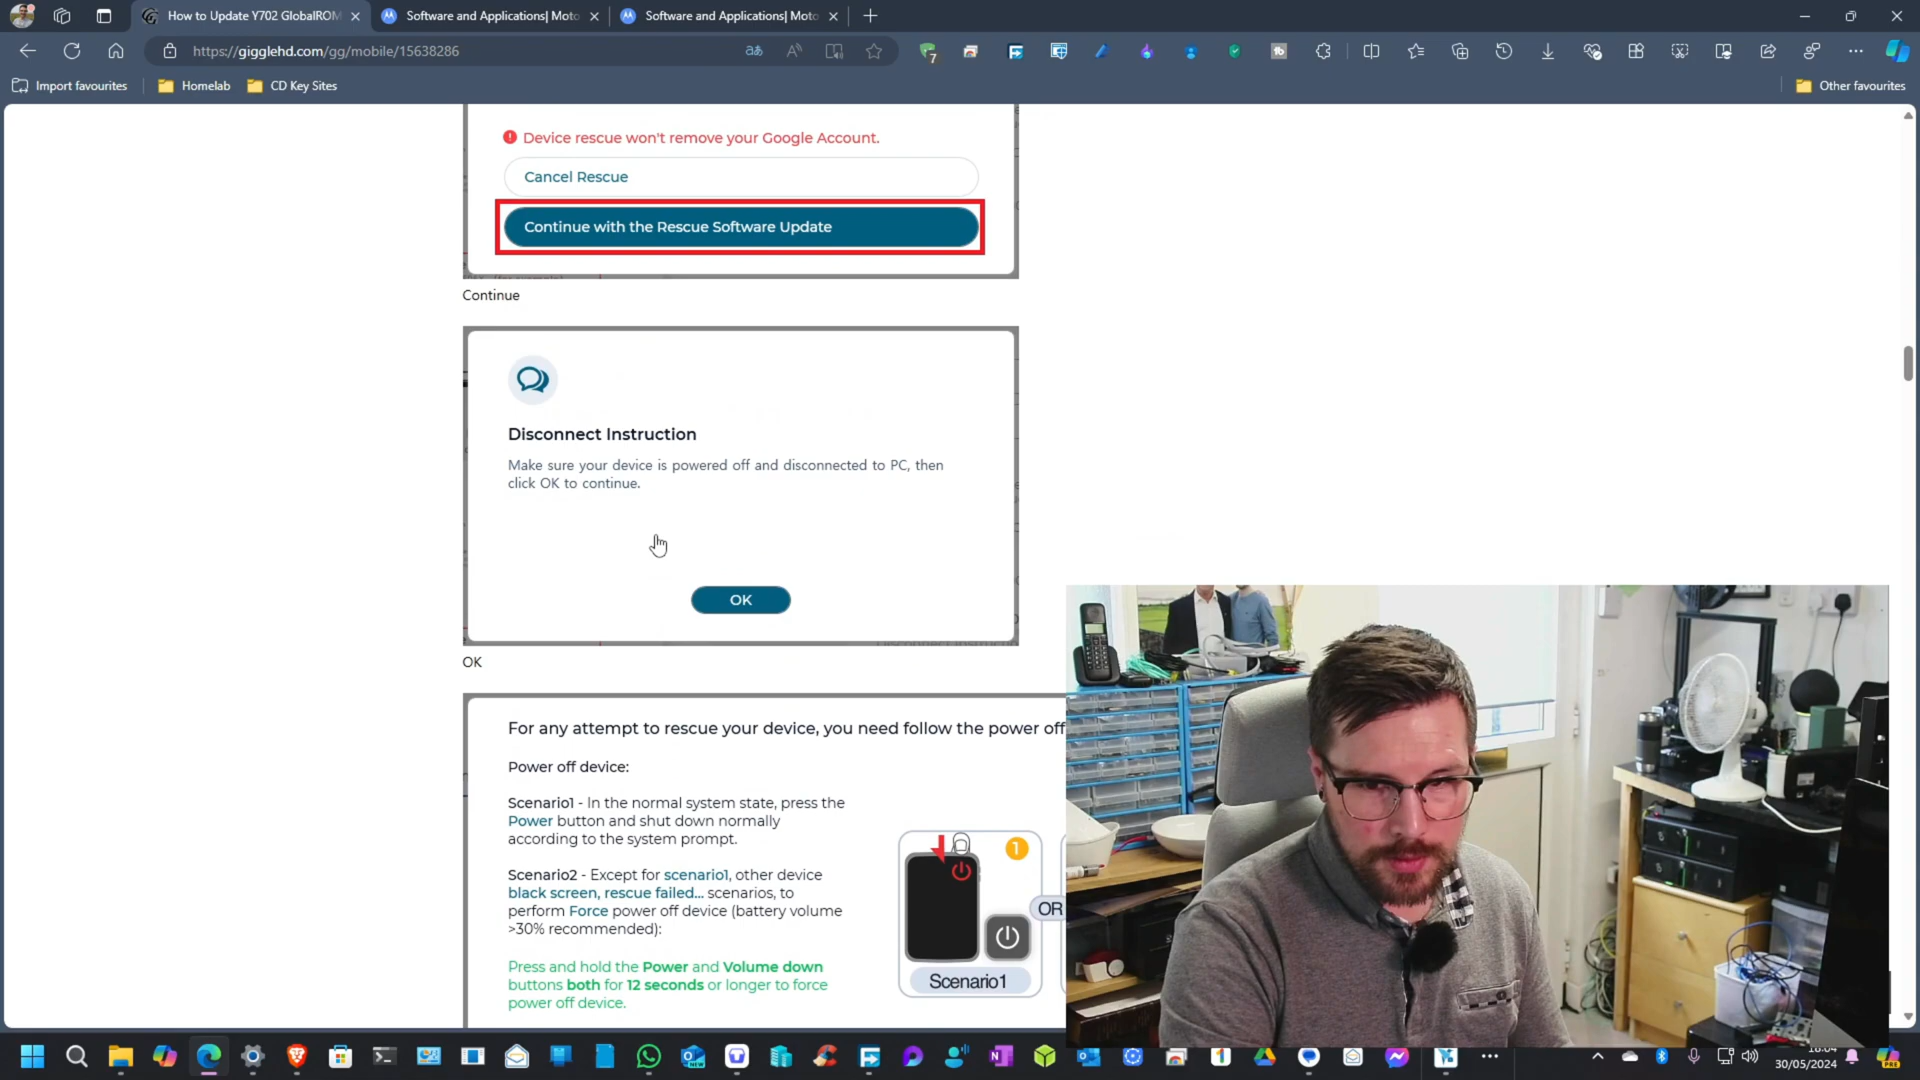 How to Update Y702 GlobalROM
Software and Applications| Moto
Software and Applications| Moto
https://gigglehd.com/gg/mobile/15638286
7
Import favourites
Homelab
CD Key Sites
Other favourites
Device rescue won't remove your Google Account.
Cancel Rescue
Continue with the Rescue Software Update
Continue
Disconnect Instruction
Make sure your device is powered off and disconnected to PC, then
click OK to continue.
OK
OK
For any attempt to rescue your device, you need follow the power off
Power off device:
Scenario1 - In the normal system state, press the
Power button and shut down normally
according to the system prompt.
Scenario2 - Except for scenario1, other device
black screen, rescue failed... scenarios, to
perform Force power off device (battery volume
>30% recommended):
Press and hold the Power and Volume down
buttons both for 12 seconds or longer to force
power off device.
1
OR
Scenario1
18:04
30/05/2024